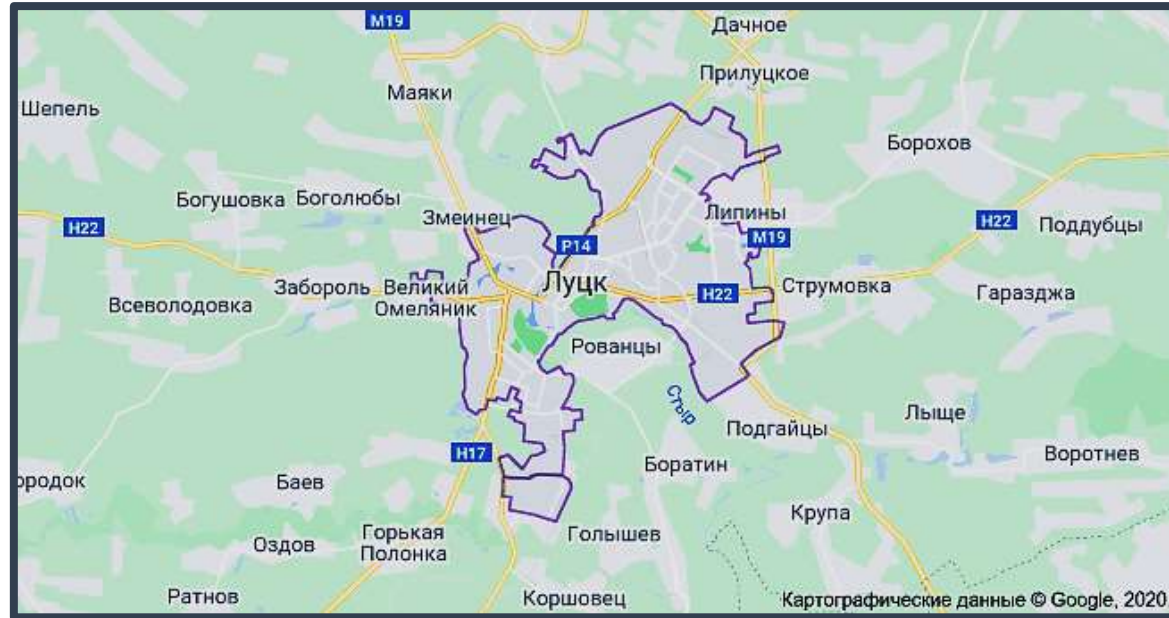 M19
Дачное
Прилуцкое
Маяки
Шепель
Борохов
Богушовка
Боголюбы
Змеинец
Липины
H22
Поддубцы
H22
P14
M19
Луцк
Забороль
Великий
Омеляник
H22
Струмовка
Гаразджа
Всеволодовка
Рованцы
Стыр
Лыще
Подгайцы
H17
Боратин
Воротнев
ородок
Баев
Крупа
Горькая
Полонка
Голышев
Оздов
Ратнов
Коршовец
Картографические данные © Google, 2020